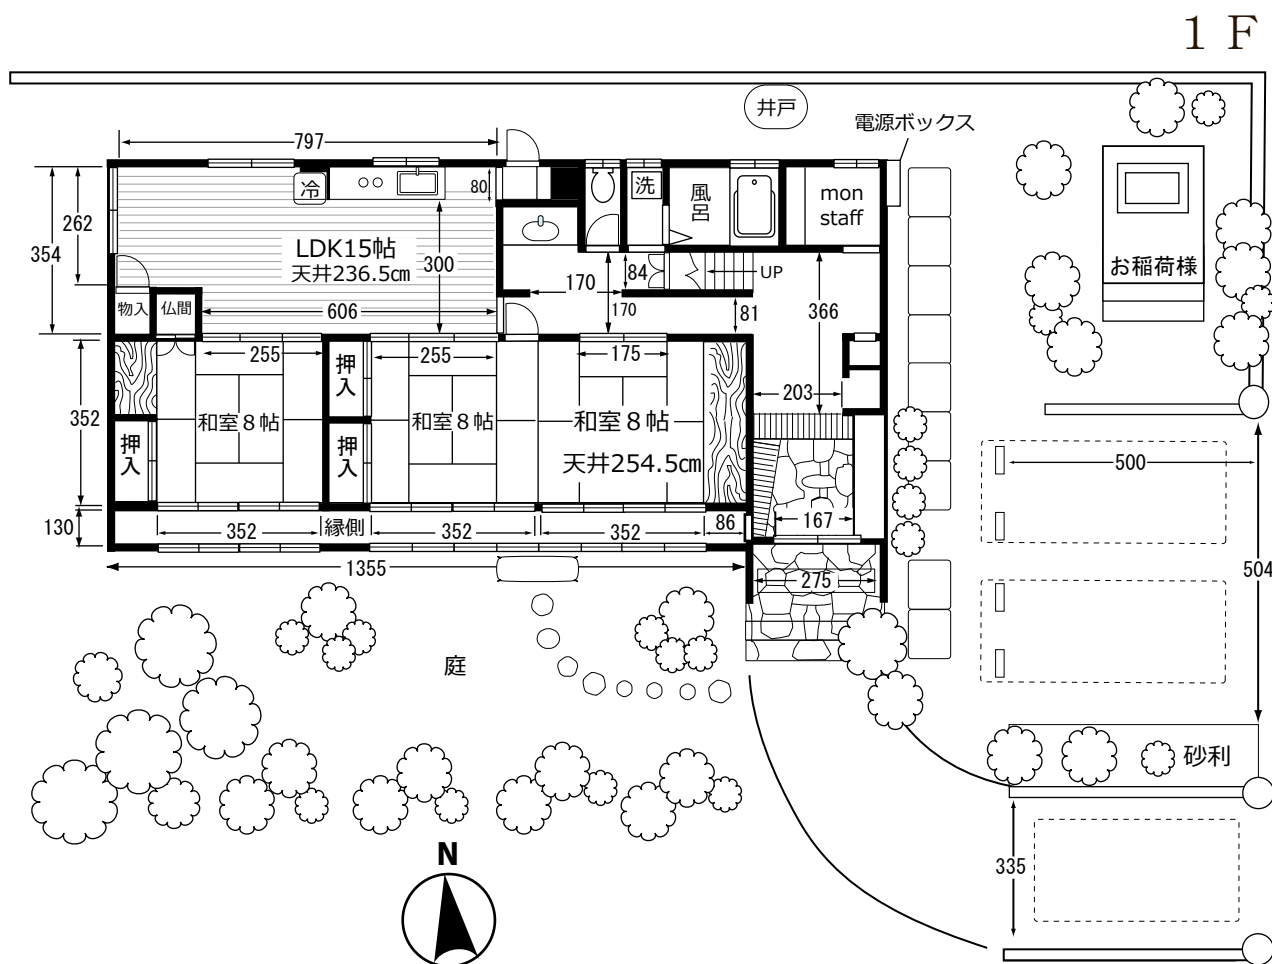 １Ｆ
井戸
電源ボックス
797
冷
80
洗
風呂
mon
staff
262
354
LDK15帖
天井236.5㎝
300
お稲荷様
170
84
UP
物入
仏間
606
170
81
366
255
押入
255
175
352
203
和室８帖
和室８帖
和室８帖
押入
押入
天井254.5㎝
500
130
352
縁側
352
352
86
167
1355
275
504
庭
砂利
335
N